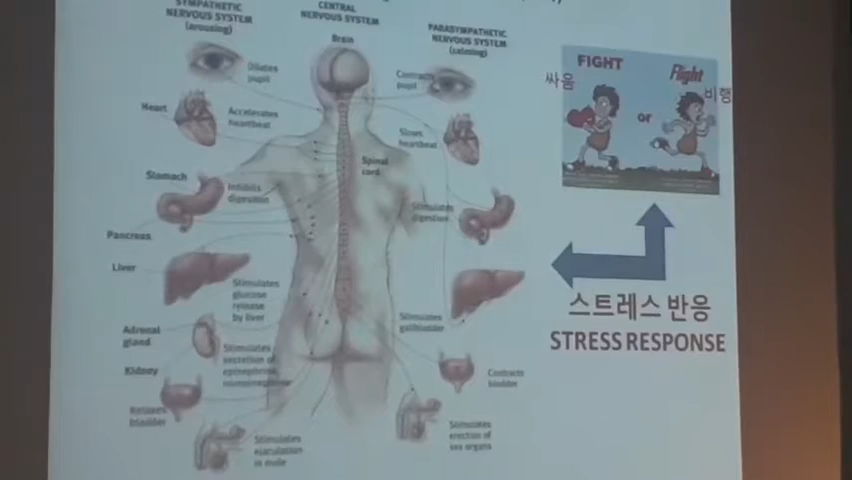 SYMPATHETIC
NERVOUS SYSTEM
(arousing)
CENTRAL
NERVOUS SYSTEM
PARASYMPATHETIC
NERVOUS SYSTEM
(calming)
Brain
Dilates
pupil
Contracts
pupil
Heart
Accelerates
heartbeat
Slows
heartbeat
Spinal
cord
Stomach
Inhibits
digestion
Stimulates
digestion
Pancreas
Liver
Stimulates
glucose
release
by liver
Stimulates
gallbladder
Adrenal
gland
Kidney
Stimulates
secretion of
epinephrine,
norepinephrine
Relaxes
bladder
Contracts
bladder
Stimulates
ejaculation
in male
Stimulates
erection of
sex organs
FIGHT
싸움
or
Flight
비행
스트레스 반응
STRESS RESPONSE